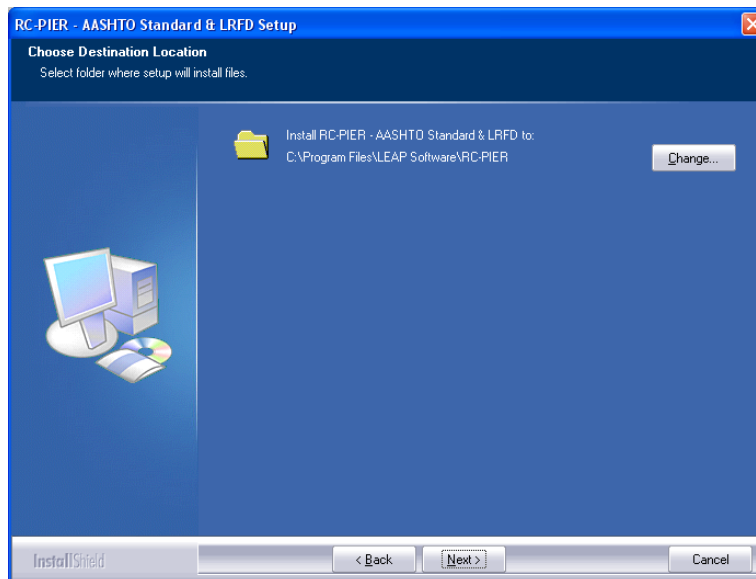 RC-PIER - AASHTO Standard & LRFD Setup
Choose Destination Location
Select folder where setup will install files.
Install RC-PIER - AASHTO Standard & LRFD to:
C:\Program Files\LEAP Software\RC-PIER
Change...
InstallShield
< Back
Next >
Cancel